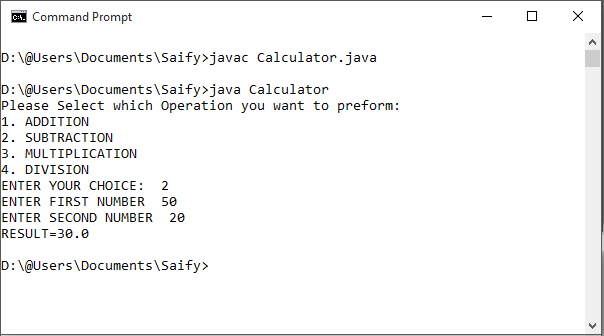 Command Prompt
D:\@Users\Documents\Saify>javac Calculator.java
D:\@Users\Documents\Saify>java Calculator
Please Select which Operation you want to preform:
1. ADDITION
2. SUBTRACTION
3. MULTIPLICATION
4. DIVISION
ENTER YOUR CHOICE:  2
ENTER FIRST NUMBER  50
ENTER SECOND NUMBER  20
RESULT=30.0
D:\@Users\Documents\Saify>